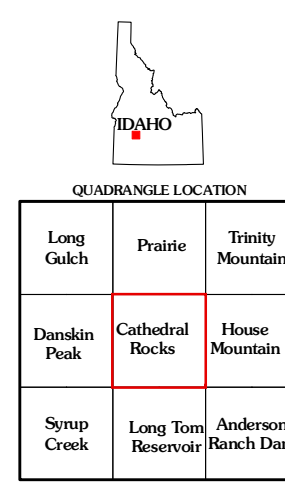 IDAHO
QUADRANGLE LOCATION
Long
Gulch
Prairie
Trinity
Mountain
Danskin
Peak
Cathedral
Rocks
House
Mountain
Syrup
Creek
Long Tom
Reservoir
Anderson
Ranch Dam